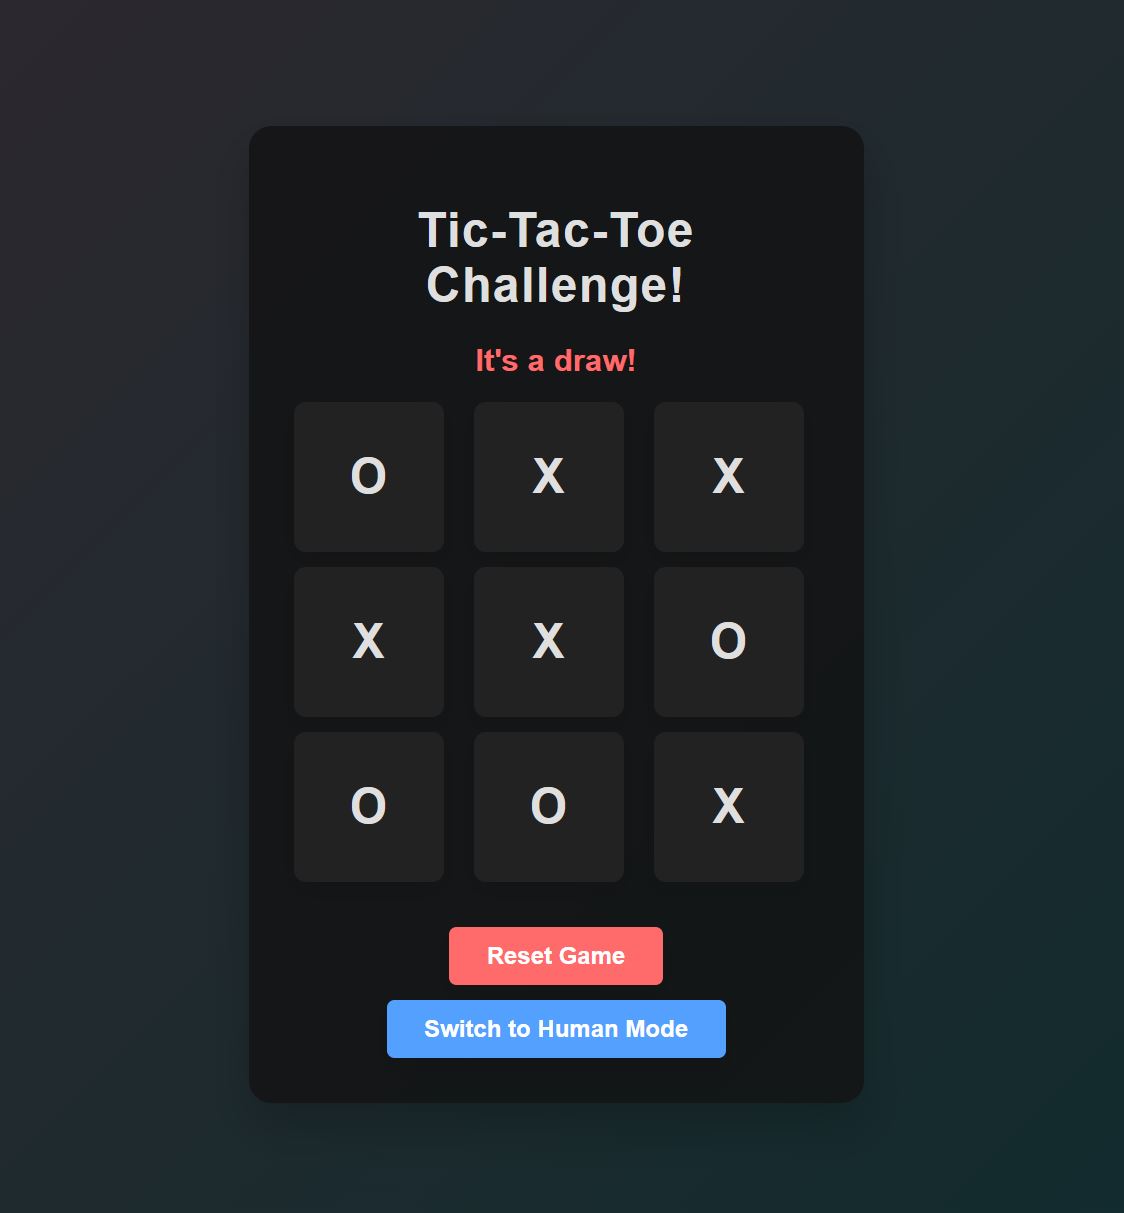 Tic-Tac-Toe
Challenge!
It's a draw!
O X X
X X O
O O X
Reset Game
Switch to Human Mode